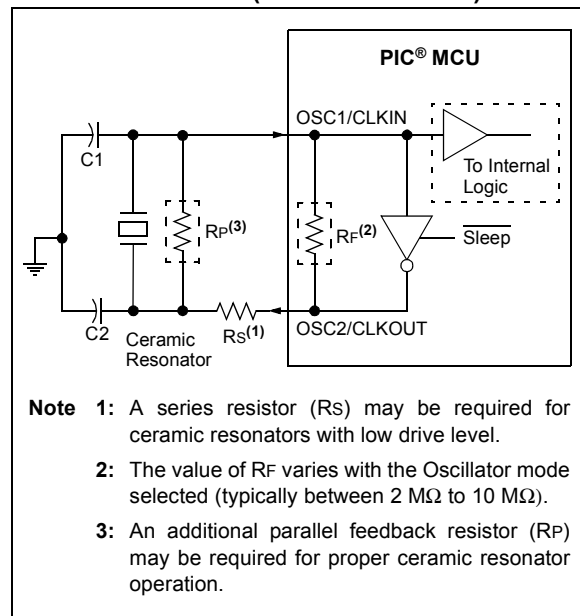 PIC® MCU
OSC1/CLKIN
C1
To Internal
Logic
RP(3)
RF(2)
Sleep
C2
Ceramic
Resonator
RS(1)
OSC2/CLKOUT
Note 1: A series resistor (RS) may be required for
ceramic resonators with low drive level.
2: The value of RF varies with the Oscillator mode
selected (typically between 2 MΩ to 10 MΩ).
3: An additional parallel feedback resistor (RP)
may be required for proper ceramic resonator
operation.